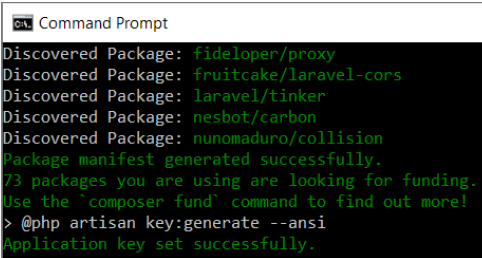 Command Prompt
Discovered Package: fideloper/proxy
Discovered Package: fruitcake/laravel-cors
Discovered Package: laravel/tinker
Discovered Package: nesbot/carbon
Discovered Package: nunomaduro/collision
Package manifest generated successfully.
73 packages you are using are looking for funding.
Use the `composer fund` command to find out more!
> @php artisan key:generate --ansi
Application key set successfully.